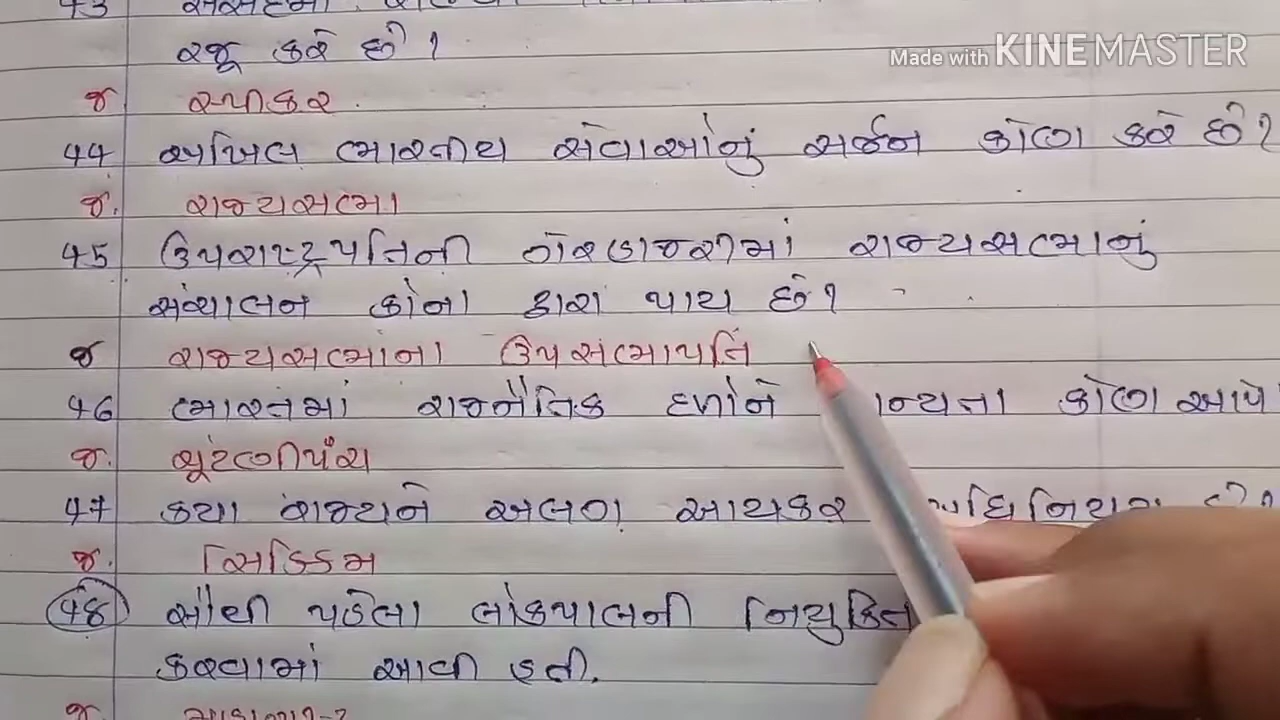 43
રજૂ કરે છે ?
Made with KINEMASTER
જ સ્પીકર.
44 અખિલ ભારતીય સેવાઓનું સર્જન કોણ કરે છે ?
જ. રાજ્યસભા
45 ઉપરાષ્ટ્રપતિની ગેરહાજરીમાં રાજ્યસભાનું
સંચાલન કોના દ્વારા થાય છે ?
જ રાજ્યસભાના ઉપસભાપતિ
46 ભારતમાં રાજનૈતિક દળોને કોણ આપે
જ. ચૂંટણીપંચ
47 કયા રાજ્યને અલગ આયકર અધિનિયમ છે ?
જ. સિક્કિમ
48 સૌથી પહેલા લોકપાલની નિયુક્તિ
કરવામાં આવી હતી.
જ